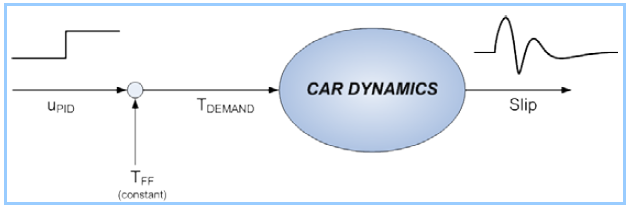 CAR DYNAMICS
uPID
TDEMAND
Slip
TFF
(constant)